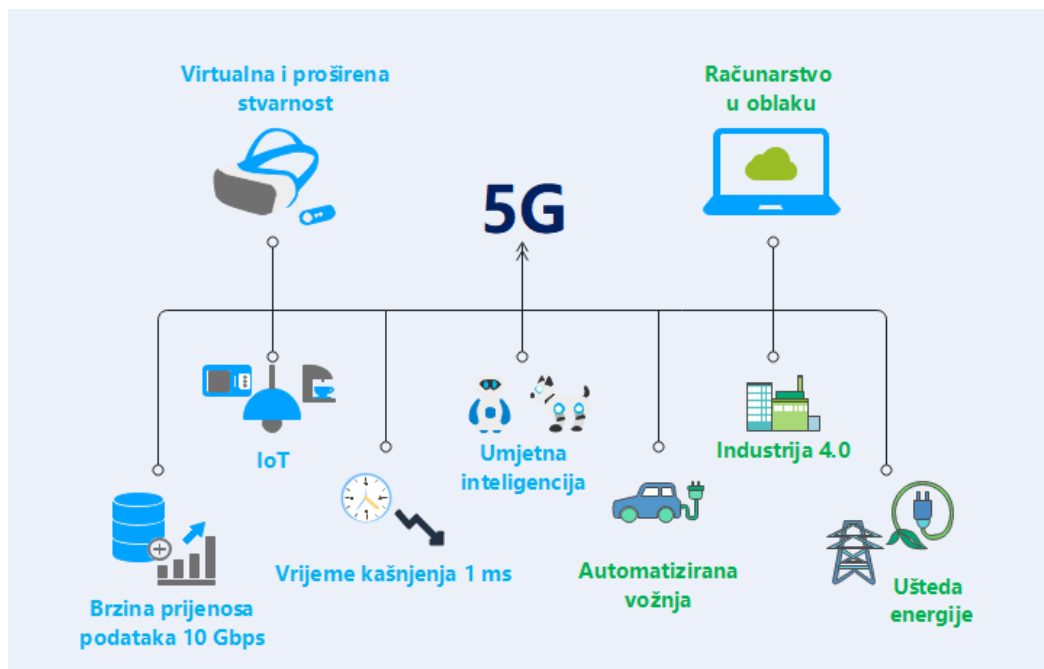 Virtualna i proširena
stvarnost
Računarstvo
u oblaku
5G
IoT
Umjetna
inteligencija
Industrija 4.0
Vrijeme kašnjenja 1 ms
Automatizirana
vožnja
Brzina prijenosa
podataka 10 Gbps
Ušteda
energije